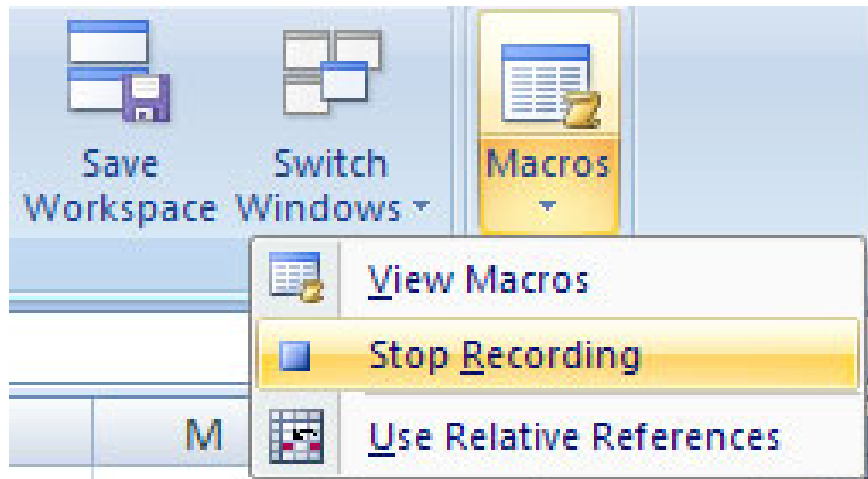 Save
Workspace
Switch
Windows
Macros
View Macros
Stop Recording
Use Relative References
M